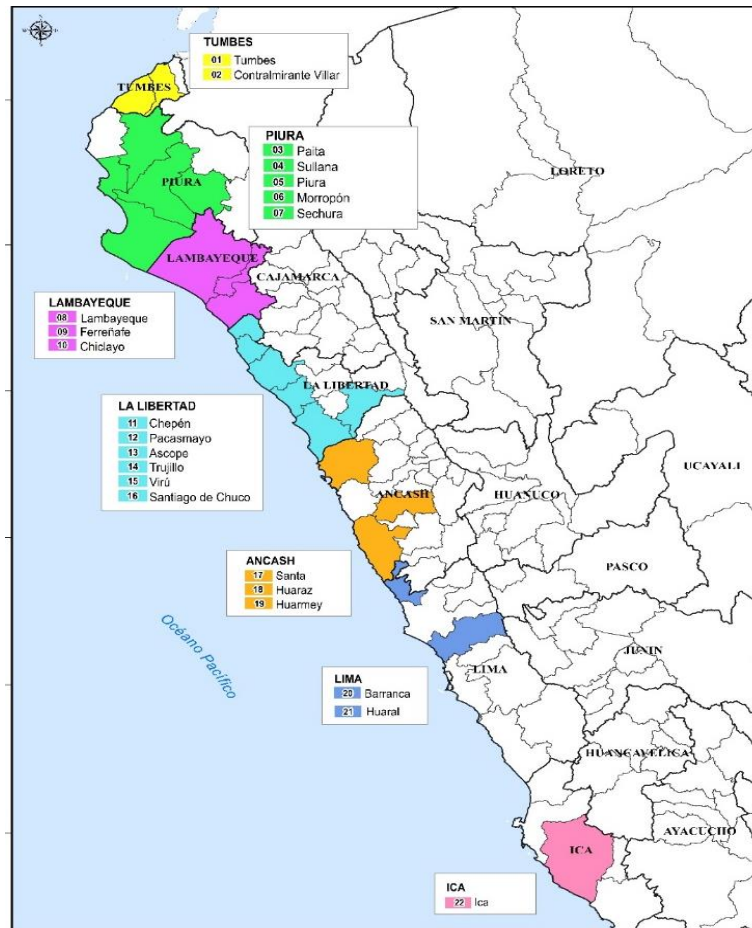 TUMBES
01 Tumbes
02 Contralmirante Villar
TUMBES
PIURA
03 Paita
04 Sullana
05 Piura
06 Morropón
07 Sechura
LORETO
PIURA
LAMBAYEQUE
CAJAMARCA
LAMBAYEQUE
08 Lambayeque
09 Ferreñafe
10 Chiclayo
SAN MARTIN
LA LIBERTAD
LA LIBERTAD
11 Chepén
12 Pacasmayo
13 Ascope
14 Trujillo
15 Virú
16 Santiago de Chuco
UCAYALI
ANCASH
HUANUCO
ANCASH
17 Santa
18 Huaraz
19 Huarmey
PASCO
Océano Pacífico
JUNIN
LIMA
LIMA
20 Barranca
21 Huaral
HUANCAVELICA
AYACUCHO
ICA
ICA
22 Ica